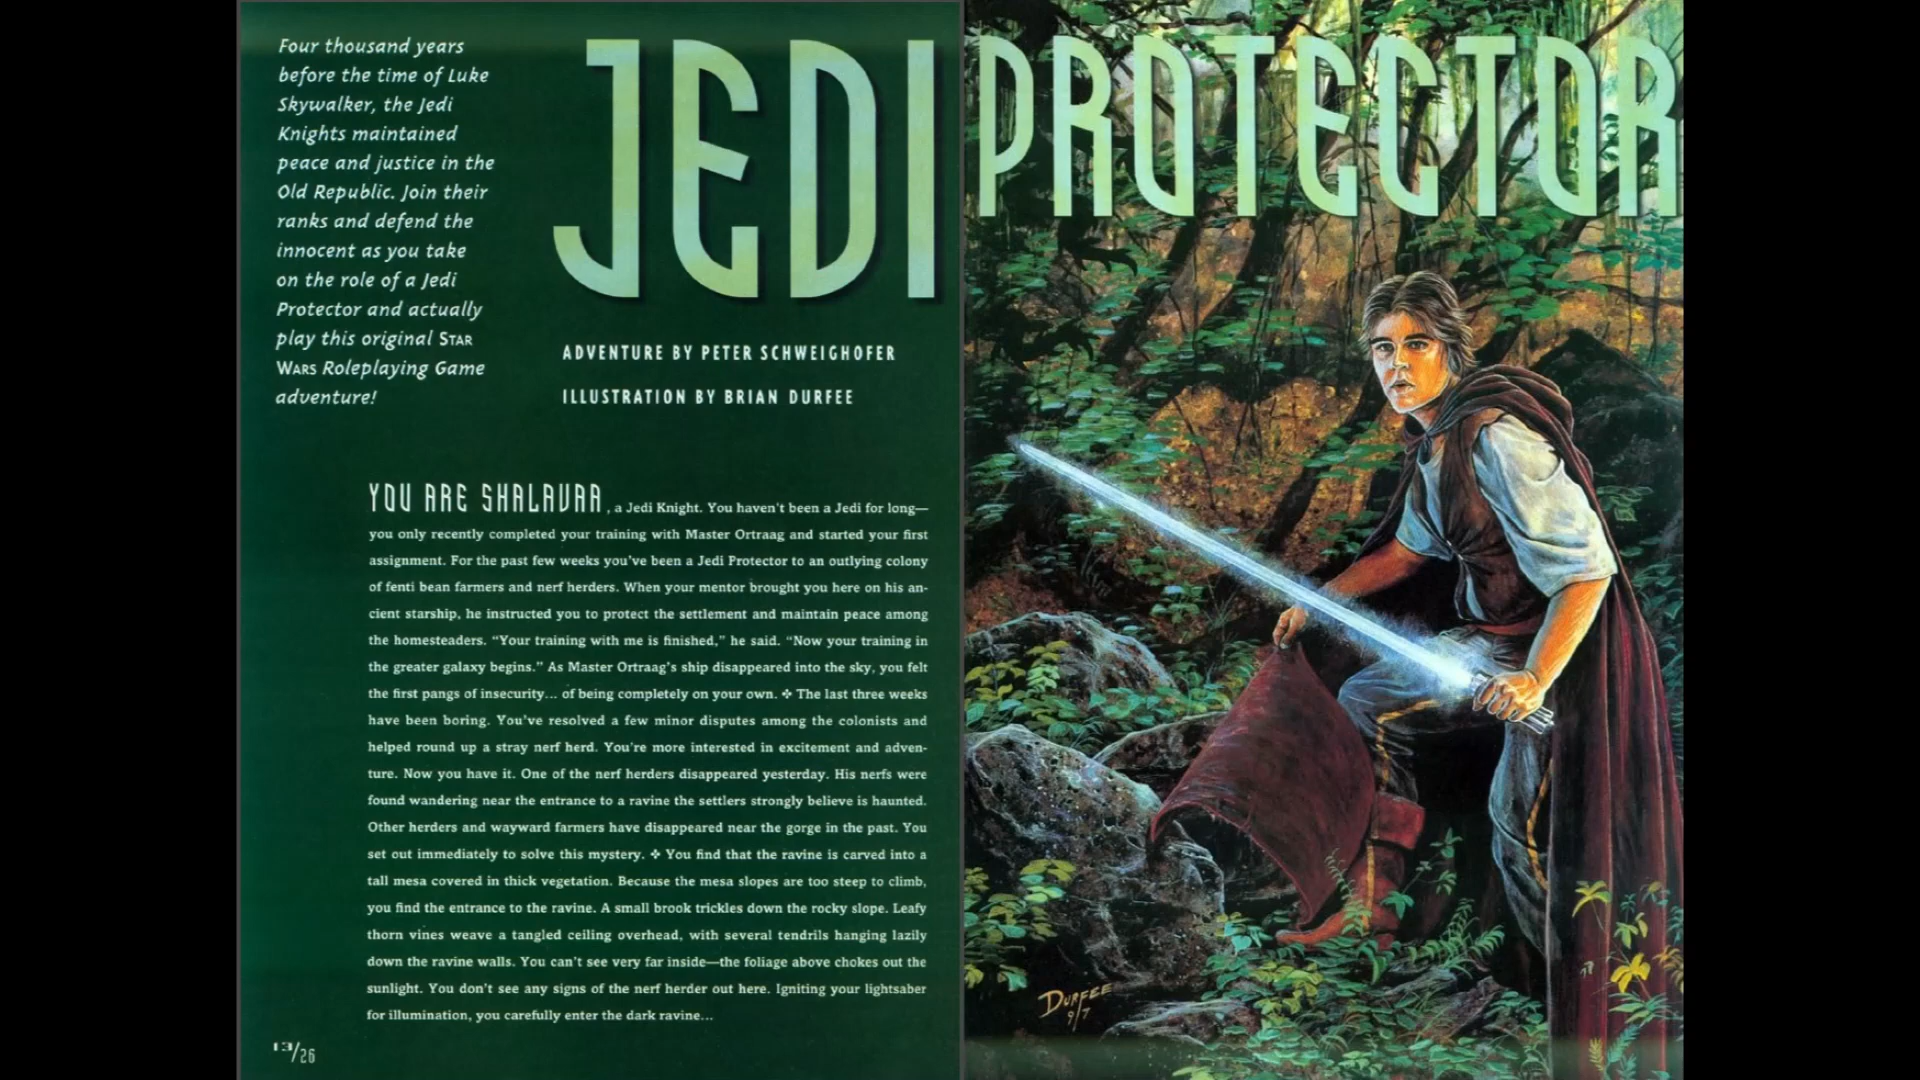 Four thousand years
before the time of Luke
Skywalker, the Jedi
Knights maintained
peace and justice in the
Old Republic. Join their
ranks and defend the
innocent as you take
on the role of a Jedi
Protector and actually
play this original STAR
WARS Roleplaying Game
adventure!
JEDI PROTECTOR
ADVENTURE BY PETER SCHWEIGHOFER
ILLUSTRATION BY BRIAN DURFEE
YOU ARE SHALAVAA, a Jedi Knight. You haven't been a Jedi for long—
you only recently completed your training with Master Ortraag and started your first
assignment. For the past few weeks you've been a Jedi Protector to an outlying colony
of fenti bean farmers and nerf herders. When your mentor brought you here on his an-
cient starship, he instructed you to protect the settlement and maintain peace among
the homesteaders. “Your training with me is finished,” he said. “Now your training in
the greater galaxy begins.” As Master Ortraag's ship disappeared into the sky, you felt
the first pangs of insecurity... of being completely on your own. ✣ The last three weeks
have been boring. You've resolved a few minor disputes among the colonists and
helped round up a stray nerf herd. You're more interested in excitement and adven-
ture. Now you have it. One of the nerf herders disappeared yesterday. His nerfs were
found wandering near the entrance to a ravine the settlers strongly believe is haunted.
Other herders and wayward farmers have disappeared near the gorge in the past. You
set out immediately to solve this mystery. ✣ You find that the ravine is carved into a
tall mesa covered in thick vegetation. Because the mesa slopes are too steep to climb,
you find the entrance to the ravine. A small brook trickles down the rocky slope. Leafy
thorn vines weave a tangled ceiling overhead, with several tendrils hanging lazily
down the ravine walls. You can't see very far inside—the foliage above chokes out the
sunlight. You don't see any signs of the nerf herder out here. Igniting your lightsaber
for illumination, you carefully enter the dark ravine...
13/26
DURFEE
97